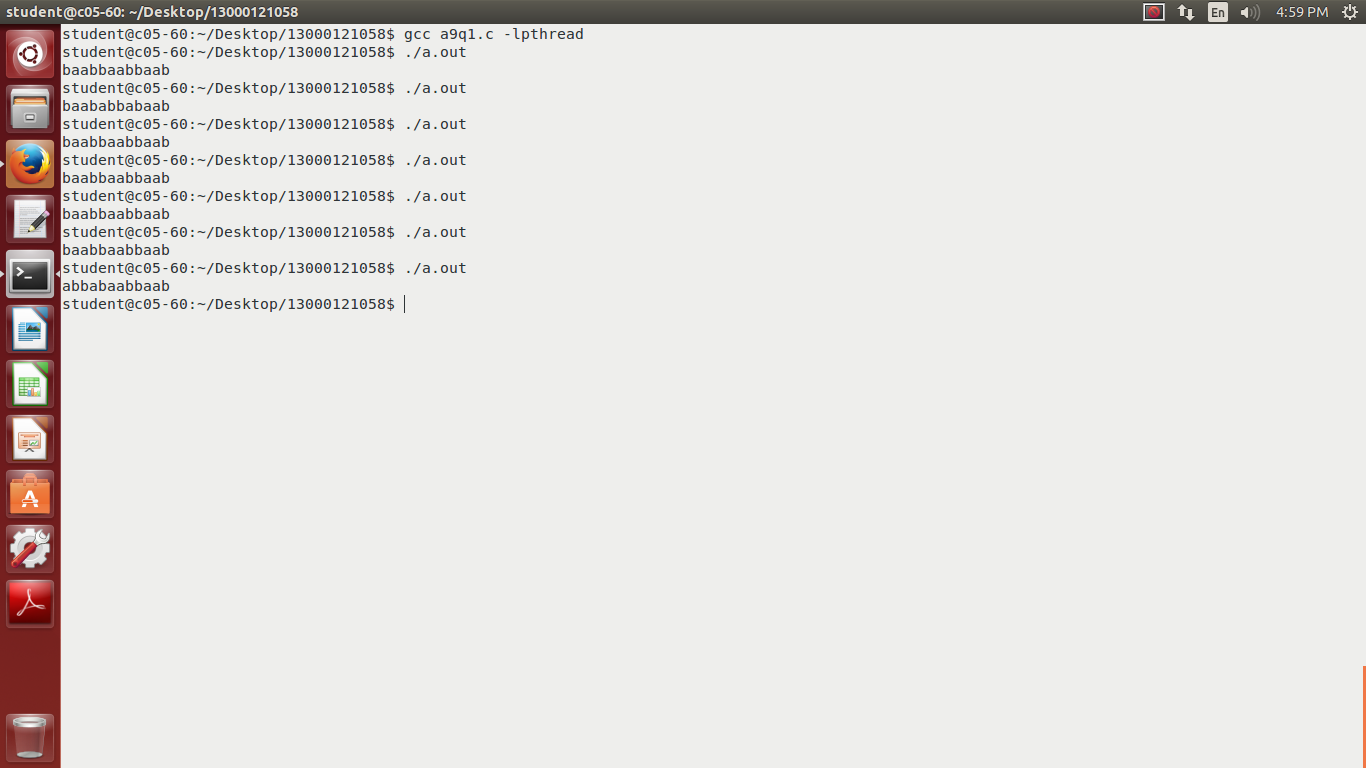 student@c05-60: ~/Desktop/13000121058
En
4:59 PM
student@c05-60:~/Desktop/13000121058$ gcc a9q1.c -lpthread
student@c05-60:~/Desktop/13000121058$ ./a.out
baabbaabbaab
student@c05-60:~/Desktop/13000121058$ ./a.out
baababbabaab
student@c05-60:~/Desktop/13000121058$ ./a.out
baabbaabbaab
student@c05-60:~/Desktop/13000121058$ ./a.out
baabbaabbaab
student@c05-60:~/Desktop/13000121058$ ./a.out
baabbaabbaab
student@c05-60:~/Desktop/13000121058$ ./a.out
baabbaabbaab
student@c05-60:~/Desktop/13000121058$ ./a.out
abbabaabbaab
student@c05-60:~/Desktop/13000121058$